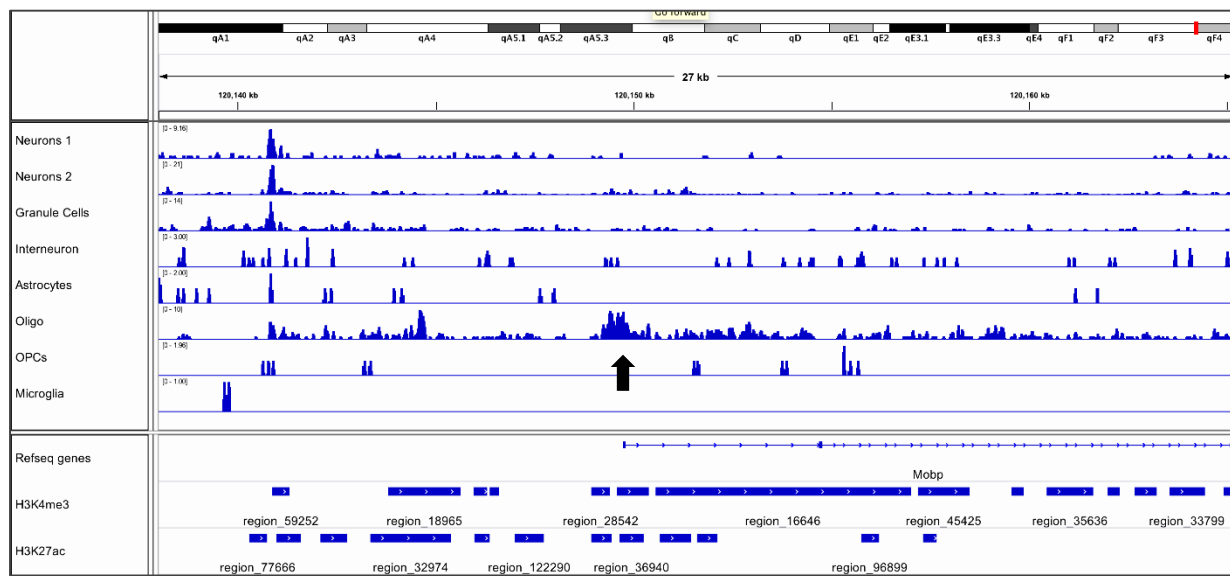 Go forward
qA1 qA2 qA3 qA4 qA5.1 qA5.2 qA5.3 qB qC qD qE1 qE2 qE3.1 qE3.3 qE4 qF1 qF2 qF3 qF4
27 kb
120,140 kb 120,150 kb 120,160 kb
Neurons 1 [0 - 9.16]
Neurons 2 [0 - 21]
Granule Cells [0 - 14]
Interneuron [0 - 3.00]
Astrocytes [0 - 2.00]
Oligo [0 - 10]
OPCs [0 - 1.96]
Microglia [0 - 1.00]
Refseq genes
Mobp
H3K4me3
region_59252 region_18965 region_28542 region_16646 region_45425 region_35636 region_33799
H3K27ac
region_77666 region_32974 region_122290 region_36940 region_96899